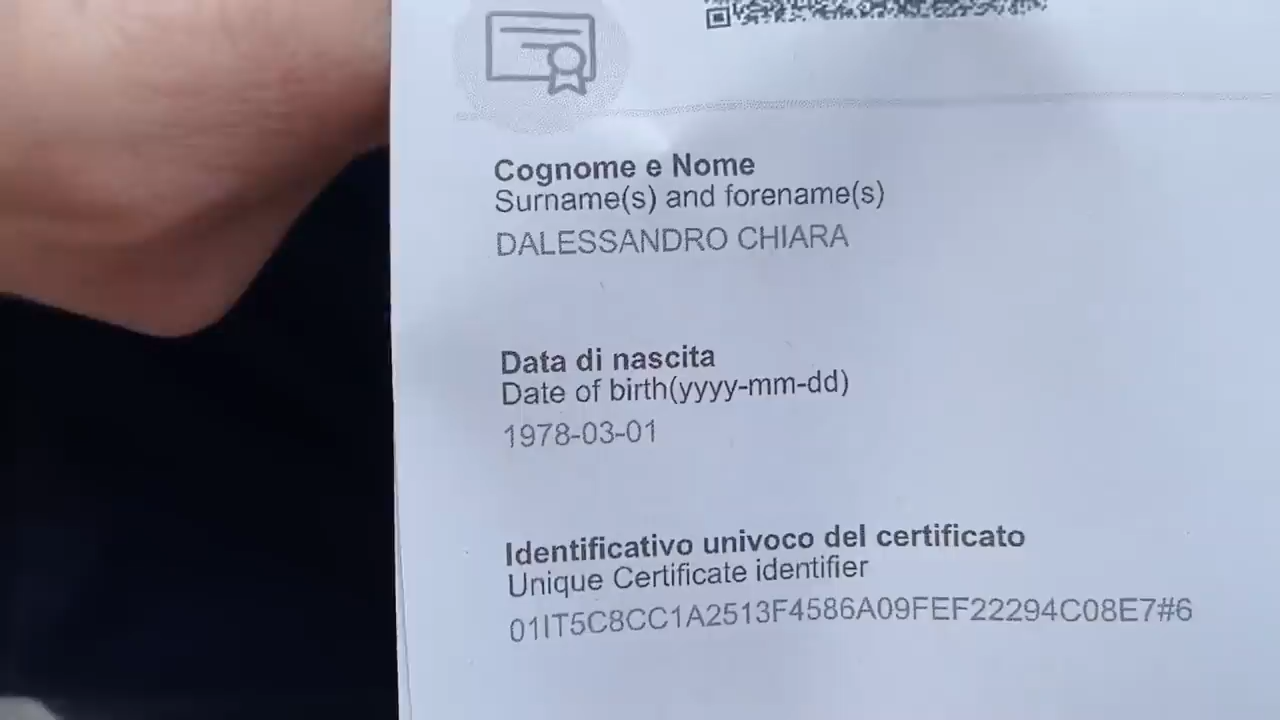 Cognome e Nome
Surname(s) and forename(s)
DALESSANDRO CHIARA
Data di nascita
Date of birth(yyyy-mm-dd)
1978-03-01
Identificativo univoco del certificato
Unique Certificate identifier
01IT5C8CC1A2513F4586A09FEF22294C08E7#6